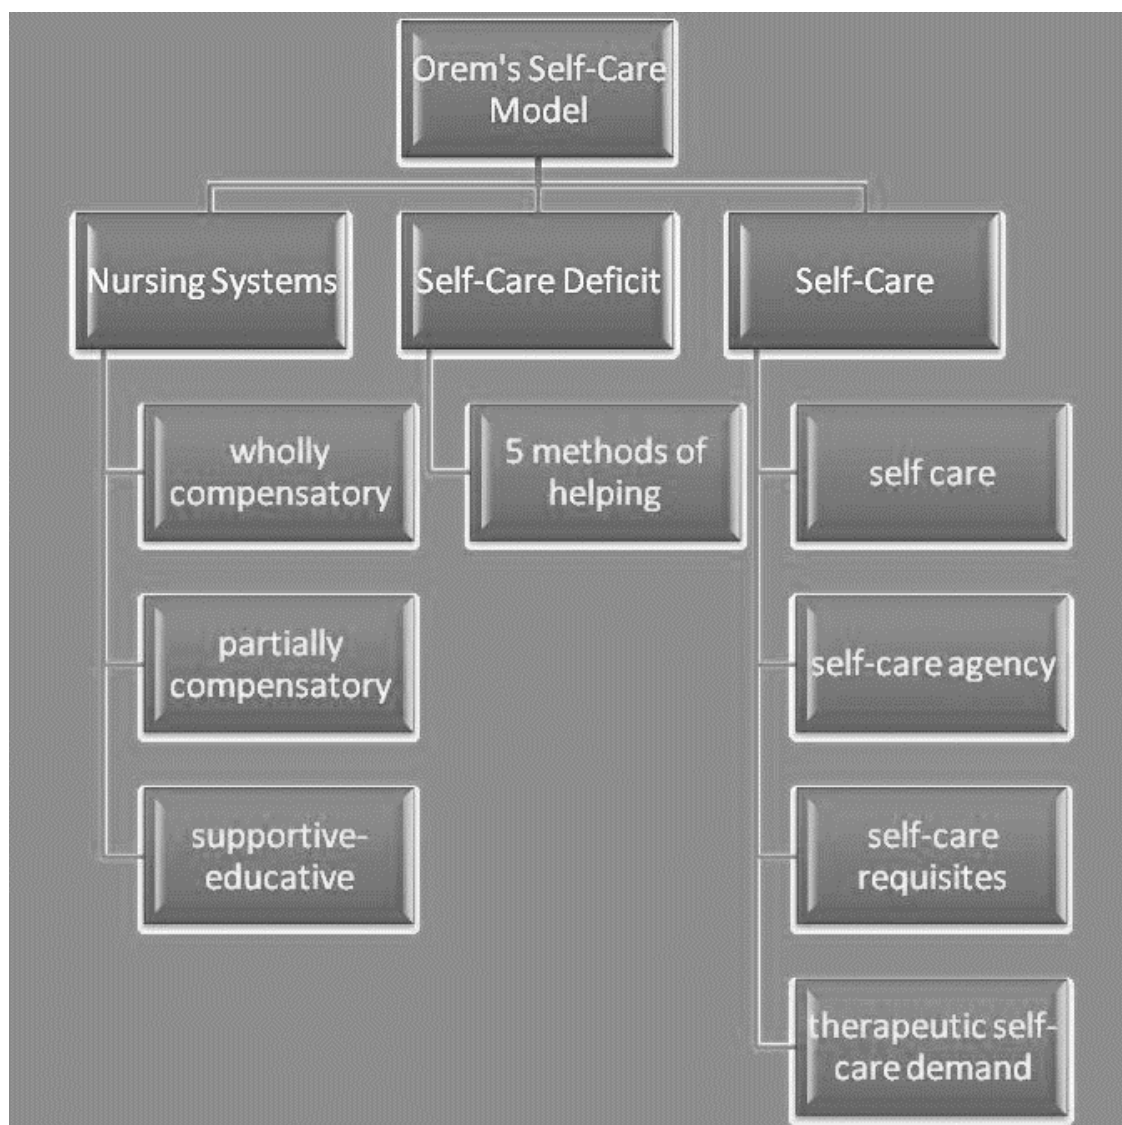 Orem's Self-Care
Model
Nursing Systems
Self-Care Deficit
Self-Care
wholly
compensatory
5 methods of
helping
self care
partially
compensatory
self-care agency
supportive-
educative
self-care
requisites
therapeutic self-
care demand